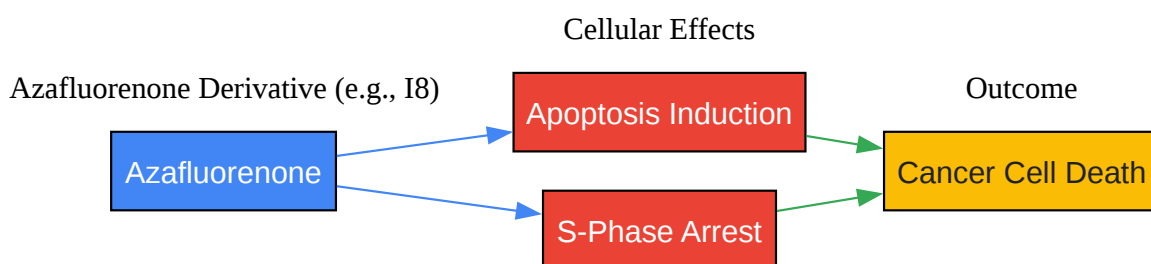 Cellular Effects
Azafluorenone Derivative (e.g., I8)
Outcome
Apoptosis Induction
Azafluorenone
Cancer Cell Death
S-Phase Arrest